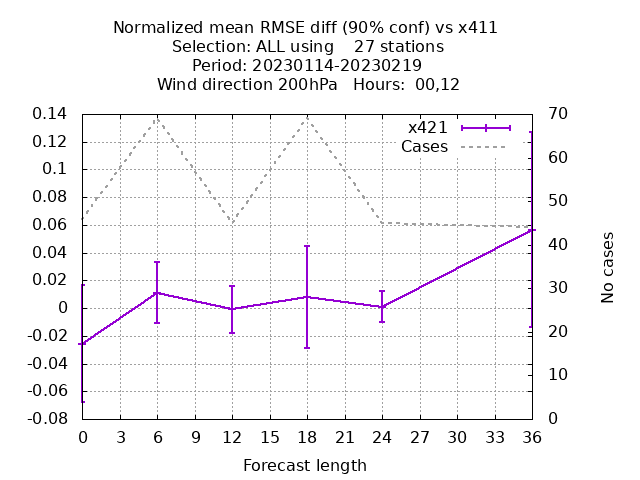 Normalized mean RMSE diff (90% conf) vs x411
Selection: ALL using    27 stations
Period: 20230114-20230219
Wind direction 200hPa   Hours:  00,12
x421
Cases
0.14
0.12
0.1
0.08
0.06
0.04
0.02
0
-0.02
-0.04
-0.06
-0.08
70
60
50
40
30
20
10
0
No cases
0 3 6 9 12 15 18 21 24 27 30 33 36
Forecast length